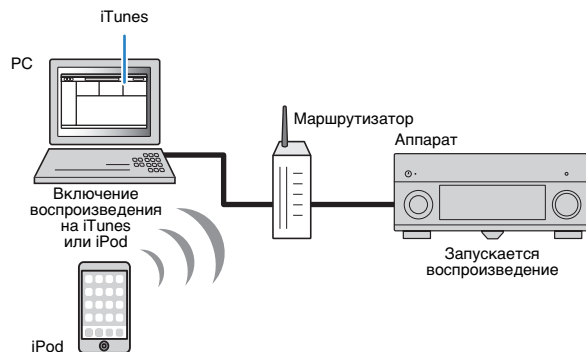 iTunes
PC
Маршрутизатор
Аппарат
Включение
воспроизведения
на iTunes
или iPod
Запускается
воспроизведение
iPod